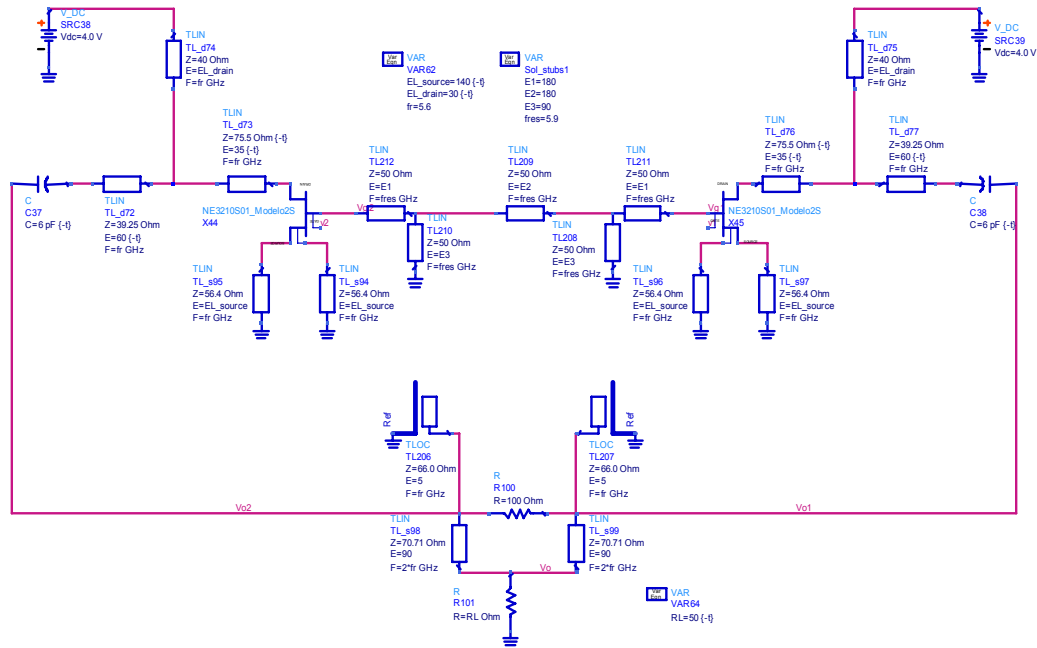 V_DC
SRC38
Vdc=4.0 V
TLIN
TL_d74
Z=40 Ohm
E=EL_drain
F=fr GHz
Var
Eqn
VAR
VAR62
EL_source=140 {-t}
EL_drain=30 {-t}
fr=5.6
Var
Eqn
VAR
Sol_stubs1
E1=180
E2=180
E3=90
fres=5.9
TLIN
TL_d75
Z=40 Ohm
E=EL_drain
F=fr GHz
V_DC
SRC39
Vdc=4.0 V
TLIN
TL_d73
Z=75.5 Ohm {-t}
E=35 {-t}
F=fr GHz
TLIN
TL212
Z=50 Ohm
E=E1
F=fres GHz
TLIN
TL209
Z=50 Ohm
E=E2
F=fres GHz
TLIN
TL211
Z=50 Ohm
E=E1
F=fres GHz
TLIN
TL_d76
Z=75.5 Ohm {-t}
E=35 {-t}
F=fr GHz
TLIN
TL_d77
Z=39.25 Ohm
E=60 {-t}
F=fr GHz
C
C37
C=6 pF {-t}
TLIN
TL_d72
Z=39.25 Ohm
E=60 {-t}
F=fr GHz
NE3210S01_Modelo2S
X44
TLIN
TL210
Z=50 Ohm
E=E3
F=fres GHz
TLIN
TL208
Z=50 Ohm
E=E3
F=fres GHz
NE3210S01_Modelo2S
X45
C
C38
C=6 pF {-t}
TLIN
TL_s95
Z=56.4 Ohm
E=EL_source
F=fr GHz
TLIN
TL_s94
Z=56.4 Ohm
E=EL_source
F=fr GHz
TLIN
TL_s96
Z=56.4 Ohm
E=EL_source
F=fr GHz
TLIN
TL_s97
Z=56.4 Ohm
E=EL_source
F=fr GHz
Ref
TLOC
TL206
Z=66.0 Ohm
E=5
F=fr GHz
Ref
TLOC
TL207
Z=66.0 Ohm
E=5
F=fr GHz
R
R100
R=100 Ohm
Vo2
Vo1
TLIN
TL_s98
Z=70.71 Ohm
E=90
F=2*fr GHz
TLIN
TL_s99
Z=70.71 Ohm
E=90
F=2*fr GHz
Vo
R
R101
R=RL Ohm
Var
Eqn
VAR
VAR64
RL=50 {-t}